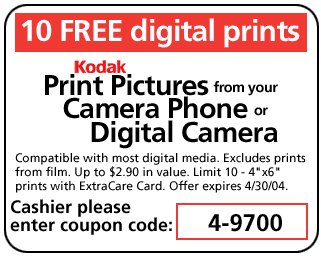 10 FREE digital prints
Kodak
Print Pictures from your
Camera Phone or
Digital Camera
Compatible with most digital media. Excludes prints
from film. Up to $2.90 in value. Limit 10 - 4"x6"
prints with ExtraCare Card. Offer expires 4/30/04.
Cashier please
enter coupon code: 4-9700